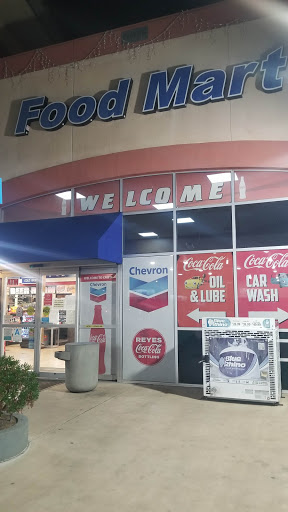 Food Mart
WELCOME
Chevron
Chevron
REYES
Coca-Cola
BOTTLING
Coca-Cola
OIL
& LUBE
Coca-Cola
CAR
WASH
Blue
Rhino